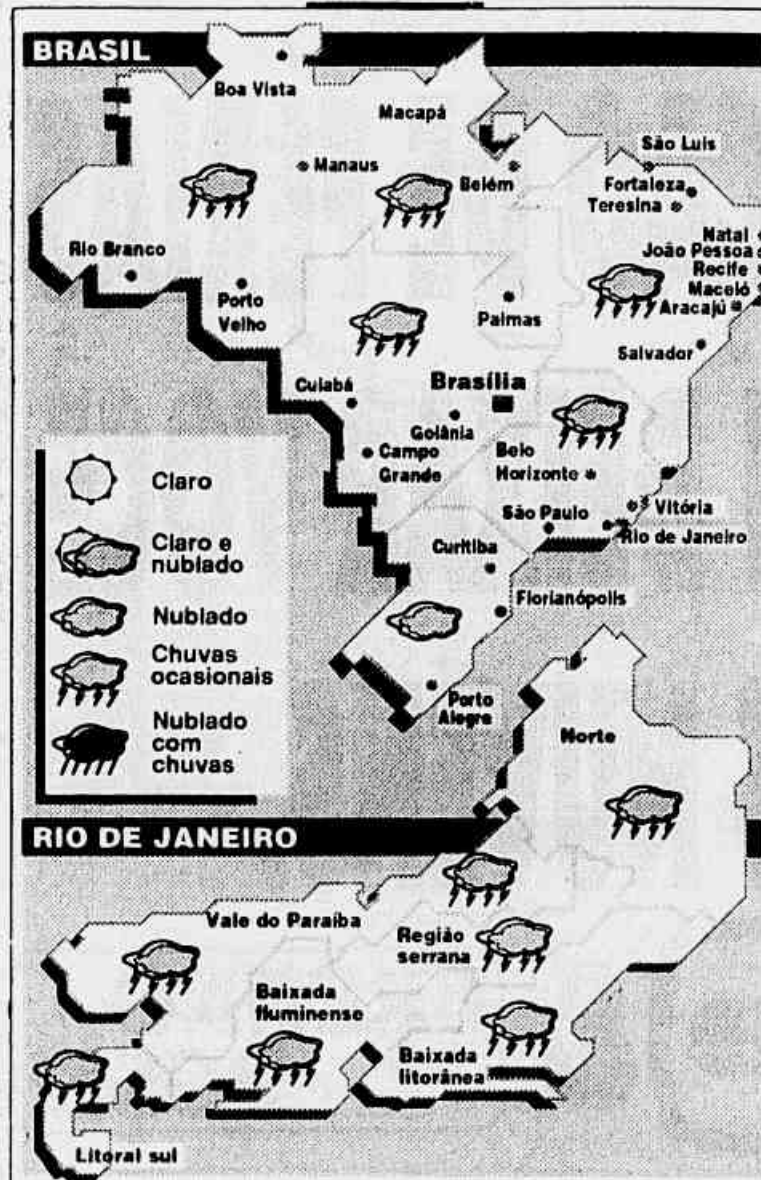 BRASIL
Boa Vista
Macapá
São Luis
Manaus
Belém
Fortaleza
Teresina
Natal
João Pessoa
Recife
Maceió
Aracajú
Rio Branco
Porto
Velho
Palmas
Salvador
Brasília
Cuiabá
Goiânia
Campo
Grande
Belo
Horizonte
Vitória
São Paulo
Rio de Janeiro
Curitiba
Florianópolis
Porto
Alegre
Claro
Claro e
nublado
Nublado
Chuvas
ocasionais
Nublado
com
chuvas
RIO DE JANEIRO
Norte
Vale do Paraíba
Região
serrana
Baixada
fluminense
Baixada
litorânea
Litoral sul